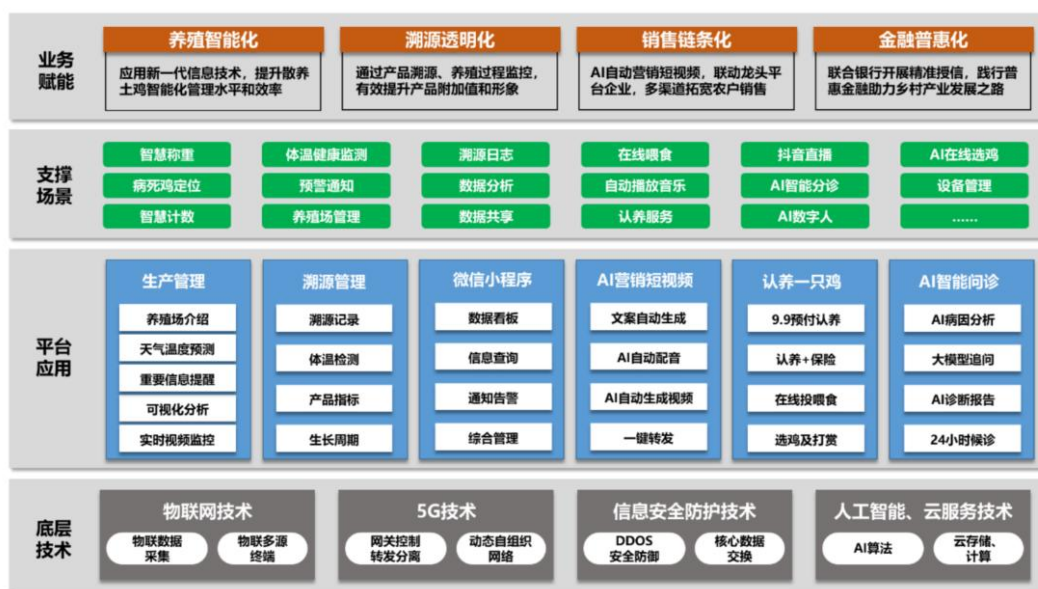 业务
赋能
养殖智能化
应用新一代信息技术，提升散养
土鸡智能化管理水平和效率
溯源透明化
通过产品溯源、养殖过程监控，
有效提升产品附加值和形象
销售链条化
AI自动营销短视频，联动龙头平
台企业，多渠道拓宽农户销售
金融普惠化
联合银行开展精准授信，践行普
惠金融助力乡村产业发展之路
支撑
场景
智慧称重
体温健康监测
溯源日志
在线喂食
抖音直播
AI在线选鸡
病死鸡定位
预警通知
数据分析
自动播放音乐
AI智能分诊
设备管理
智慧计数
养殖场管理
数据共享
认养服务
AI数字人
……
平台
应用
生产管理
养殖场介绍
天气温度预测
重要信息提醒
可视化分析
实时视频监控
溯源管理
溯源记录
体温检测
产品指标
生长周期
微信小程序
数据看板
信息查询
通知告警
综合管理
AI营销短视频
文案自动生成
AI自动配音
AI自动生成视频
一键转发
认养一只鸡
9.9预付认养
认养+保险
在线投喂食
选鸡及打赏
AI智能问诊
AI病因分析
大模型追问
AI诊断报告
24小时候诊
底层
技术
物联网技术
物联数据
采集
物联多源
终端
5G技术
网关控制
转发分离
动态自组织
网络
信息安全防护技术
DDOS
安全防御
核心数据
交换
人工智能、云服务技术
AI算法
云存储、
计算